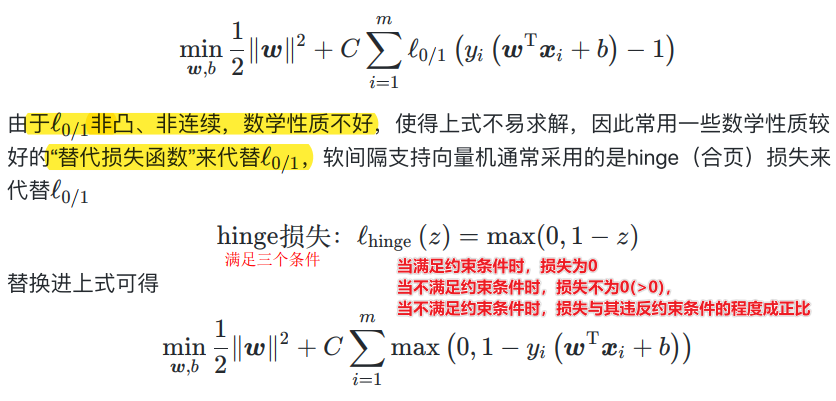 $$\min_{\boldsymbol{w},b} \frac{1}{2}\|\boldsymbol{w}\|^2 + C\sum_{i=1}^{m} \ell_{0/1}\left(y_i\left(\boldsymbol{w}^{\mathrm{T}}\boldsymbol{x}_i + b\right) - 1\right)$$
由于$\ell_{0/1}$非凸、非连续，数学性质不好，使得上式不易求解，因此常用一些数学性质较
好的“替代损失函数”来代替$\ell_{0/1}$，软间隔支持向量机通常采用的是hinge（合页）损失来
代替$\ell_{0/1}$
hinge损失：$\ell_{\text{hinge}}(z) = \max(0, 1 - z)$
满足三个条件
当满足约束条件时，损失为0
当不满足约束条件时，损失不为0(>0)，
当不满足约束条件时，损失与其违反约束条件的程度成正比
替换进上式可得
$$\min_{\boldsymbol{w},b} \frac{1}{2}\|\boldsymbol{w}\|^2 + C\sum_{i=1}^{m} \max\left(0, 1 - y_i\left(\boldsymbol{w}^{\mathrm{T}}\boldsymbol{x}_i + b\right)\right)$$